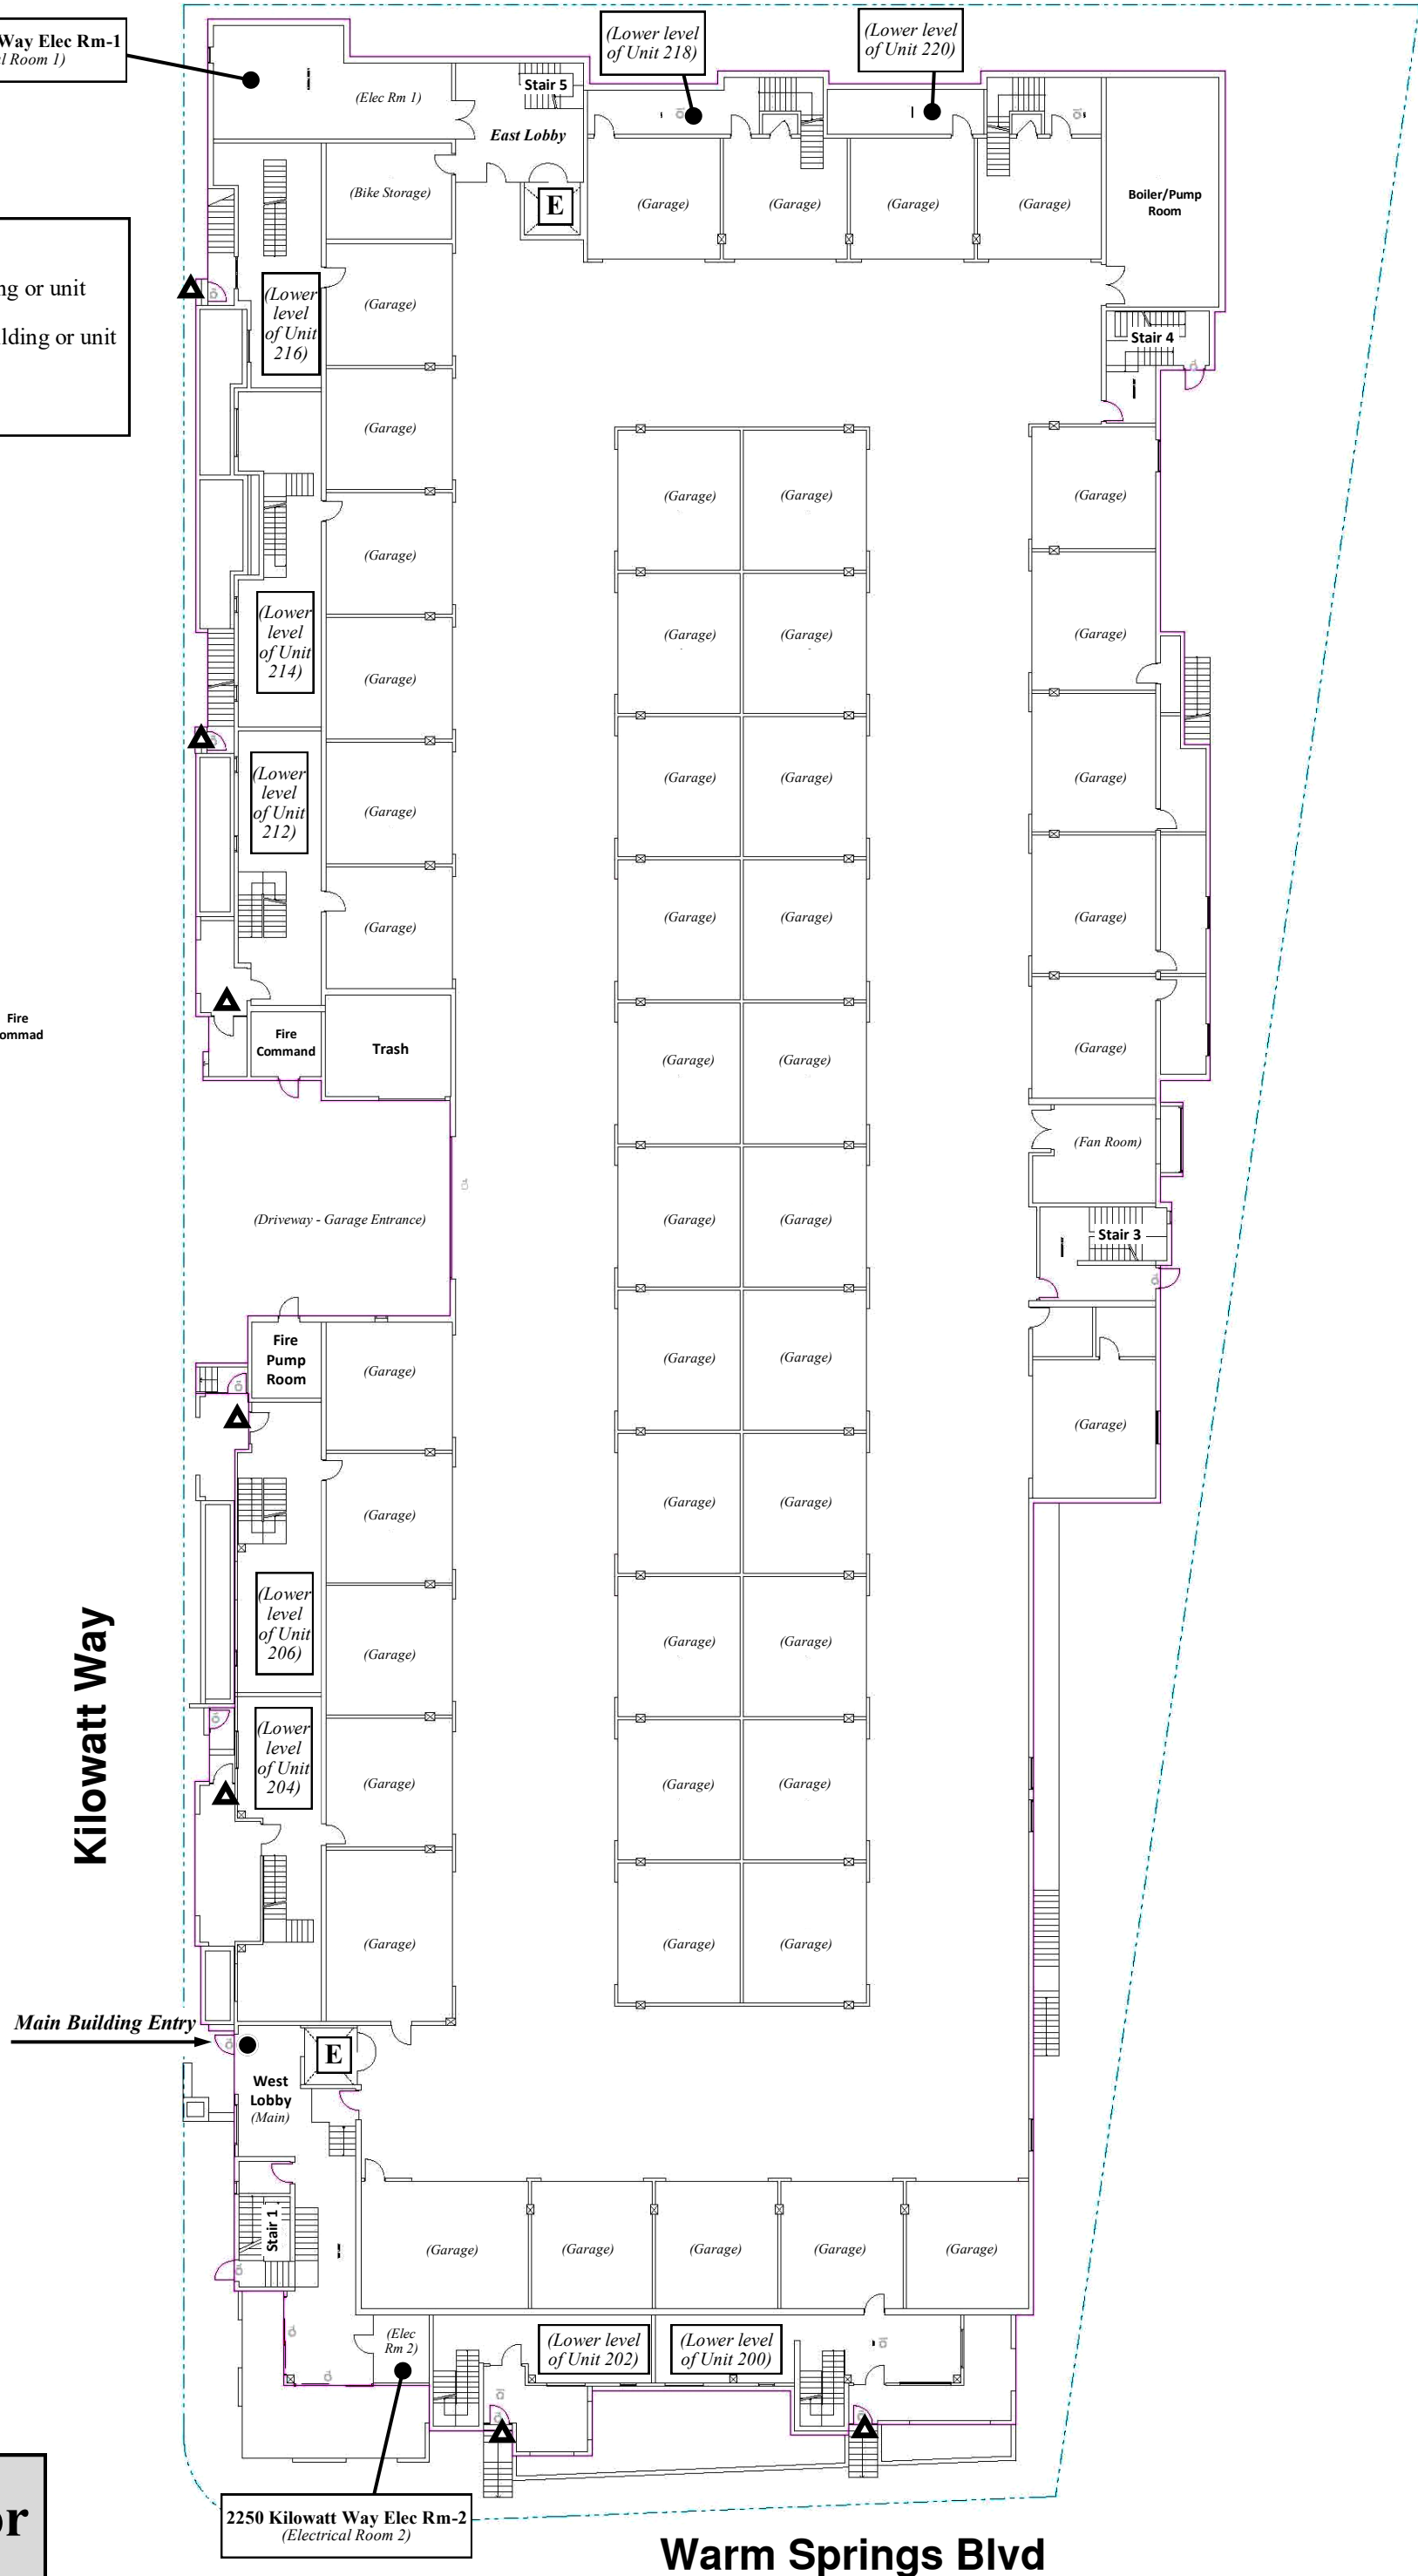 Way Elec Rm-1
l Room 1)
(Elec Rm 1)
Stair 5
East Lobby
(Lower level
of Unit 218)
(Lower level
of Unit 220)
(Bike Storage)
E
(Garage)
(Garage)
(Garage)
(Garage)
Boiler/Pump
Room
ng or unit
ilding or unit
(Lower
level
of Unit
216)
(Garage)
Stair 4
(Garage)
(Garage)
(Garage)
(Garage)
(Garage)
(Lower
level
of Unit
214)
(Garage)
(Garage)
(Garage)
(Garage)
(Garage)
(Lower
level
of Unit
212)
(Garage)
(Garage)
(Garage)
(Garage)
(Garage)
(Garage)
(Garage)
(Garage)
Fire
ommad
Fire
Command
Trash
(Garage)
(Garage)
(Garage)
(Fan Room)
(Driveway - Garage Entrance)
(Garage)
(Garage)
Stair 3
Fire
Pump
Room
(Garage)
(Garage)
(Garage)
(Garage)
(Garage)
(Garage)
(Garage)
Kilowatt Way
(Lower
level
of Unit
206)
(Garage)
(Garage)
(Garage)
(Lower
level
of Unit
204)
(Garage)
(Garage)
(Garage)
(Garage)
(Garage)
(Garage)
Main Building Entry
E
West
Lobby
(Main)
Stair 1
(Garage)
(Garage)
(Garage)
(Garage)
(Garage)
(Elec
Rm 2)
(Lower level
of Unit 202)
(Lower level
of Unit 200)
or
2250 Kilowatt Way Elec Rm-2
(Electrical Room 2)
Warm Springs Blvd